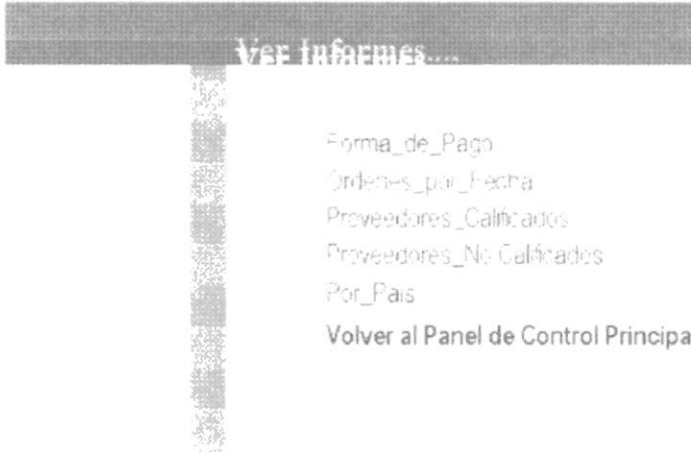 Ver Informes....
Forma_de_Pago
Ordenes_por_Fecha
Proveedores_Calificados
Proveedores_No Calificados
Por_Pais
Volver al Panel de Control Principa